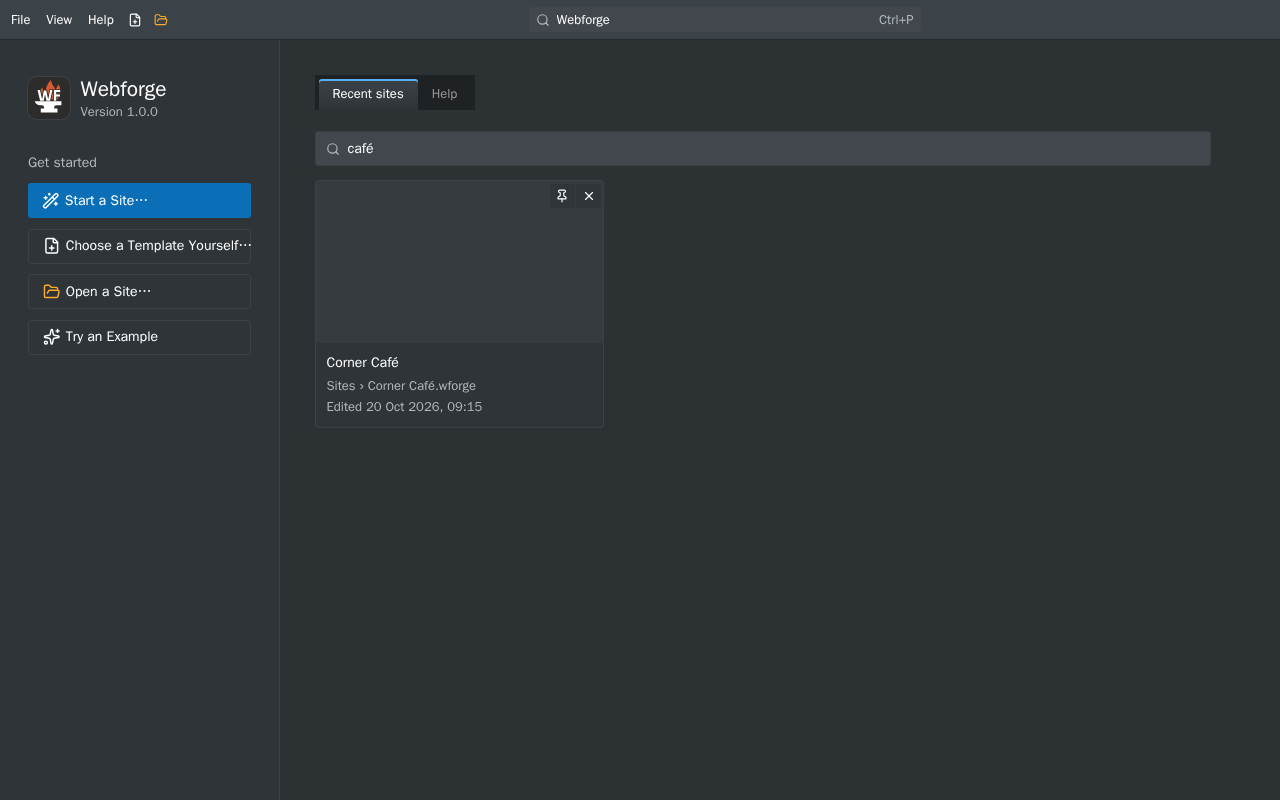 File View Help Webforge Ctrl+P
WF
Webforge
Version 1.0.0
Get started
Start a Site…
Choose a Template Yourself…
Open a Site…
Try an Example
Recent sites Help
café
Corner Café
Sites › Corner Café.wforge
Edited 20 Oct 2026, 09:15